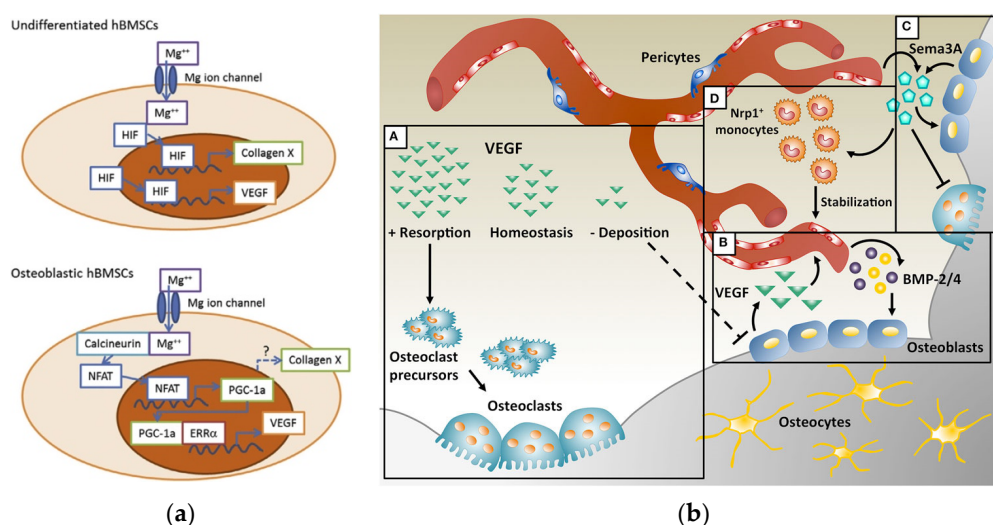 Undifferentiated hBMSCs
Mg++
Mg ion channel
Mg++
HIF
HIF
Collagen X
HIF
HIF
VEGF
Osteoblastic hBMSCs
Mg++
Mg ion channel
Calcineurin
Mg++
?
Collagen X
NFAT
NFAT
PGC-1a
VEGF
PGC-1a
ERRα
(a)
Pericytes
C
Sema3A
D
Nrp1+
monocytes
Stabilization
A
VEGF
+ Resorption
Homeostasis
- Deposition
Osteoclast
precursors
Osteoclasts
B
VEGF
BMP-2/4
Osteoblasts
Osteocytes
(b)